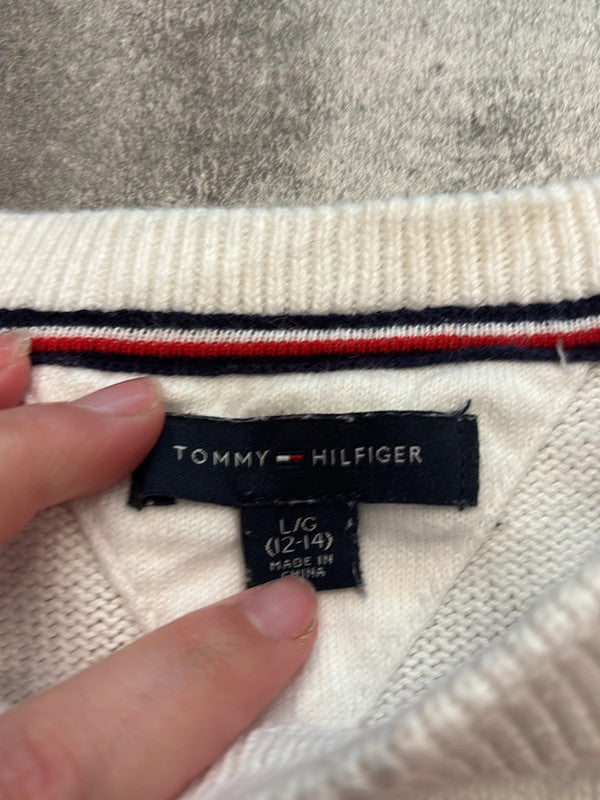 TOMMY HILFIGER
L/G
(12-14)
MADE IN
CHINA